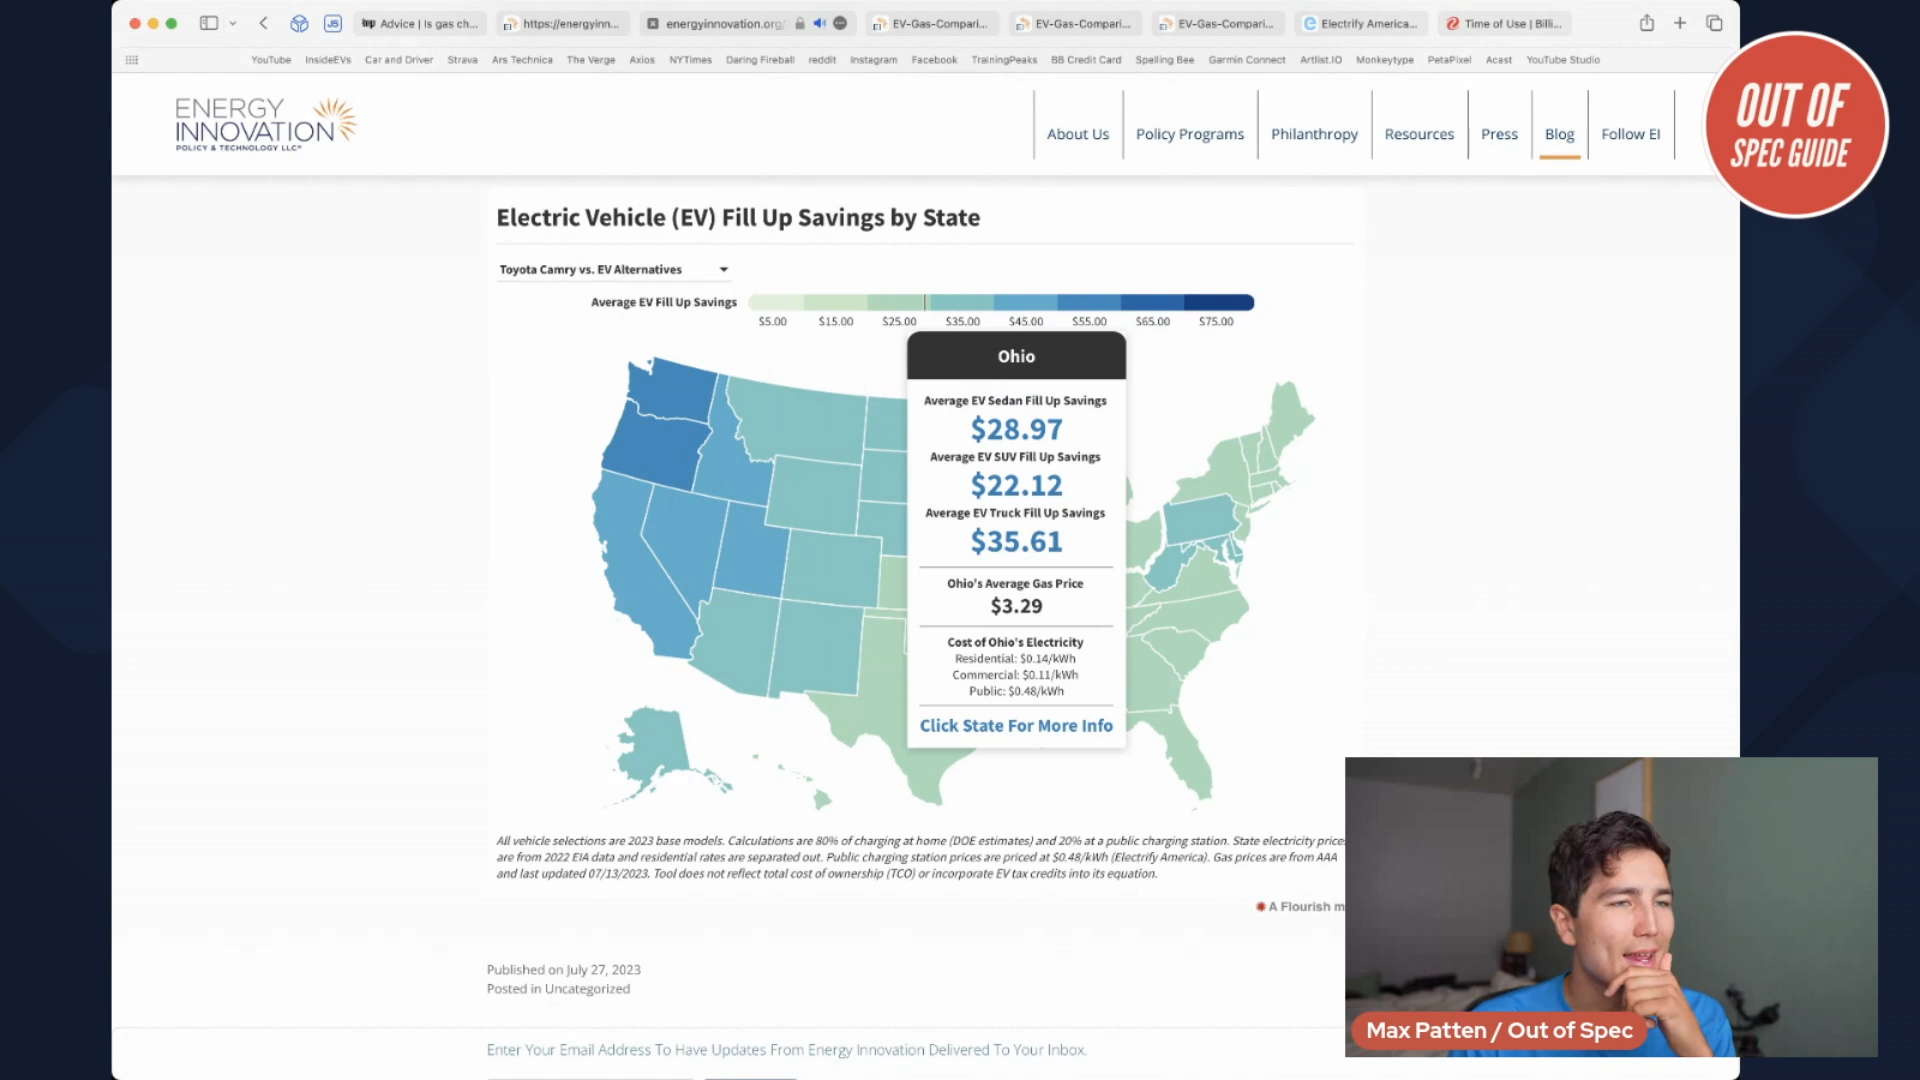 Advice | Is gas ch...
https://energyinn...
energyinnovation.org/
EV-Gas-Compari...
EV-Gas-Compari...
EV-Gas-Compari...
Electrify America...
Time of Use | Billi...
YouTube
InsideEVs
Car and Driver
Strava
Ars Technica
The Verge
Axios
NYTimes
Daring Fireball
reddit
Instagram
Facebook
TrainingPeaks
BB Credit Card
Spelling Bee
Garmin Connect
Artlist.IO
Monkeytype
PetaPixel
Acast
YouTube Studio
OUT OF
SPEC GUIDE
ENERGY
INNOVATION
POLICY & TECHNOLOGY LLC®
About Us
Policy Programs
Philanthropy
Resources
Press
Blog
Follow EI
Electric Vehicle (EV) Fill Up Savings by State
Toyota Camry vs. EV Alternatives
Average EV Fill Up Savings
$5.00
$15.00
$25.00
$35.00
$45.00
$55.00
$65.00
$75.00
Ohio
Average EV Sedan Fill Up Savings
$28.97
Average EV SUV Fill Up Savings
$22.12
Average EV Truck Fill Up Savings
$35.61
Ohio's Average Gas Price
$3.29
Cost of Ohio's Electricity
Residential: $0.14/kWh
Commercial: $0.11/kWh
Public: $0.48/kWh
Click State For More Info
All vehicle selections are 2023 base models. Calculations are 80% of charging at home (DOE estimates) and 20% at a public charging station. State electricity price
are from 2022 EIA data and residential rates are separated out. Public charging station prices are priced at $0.48/kWh (Electrify America). Gas prices are from AAA
and last updated 07/13/2023. Tool does not reflect total cost of ownership (TCO) or incorporate EV tax credits into its equation.
A Flourish m
Published on July 27, 2023
Posted in Uncategorized
Enter Your Email Address To Have Updates From Energy Innovation Delivered To Your Inbox.
Max Patten / Out of Spec